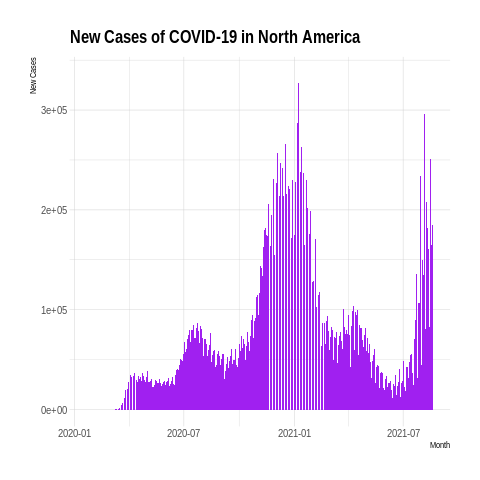 New Cases of COVID-19 in North America
New Cases
3e+05
2e+05
1e+05
0e+00
2020-01 2020-07 2021-01 2021-07
Month